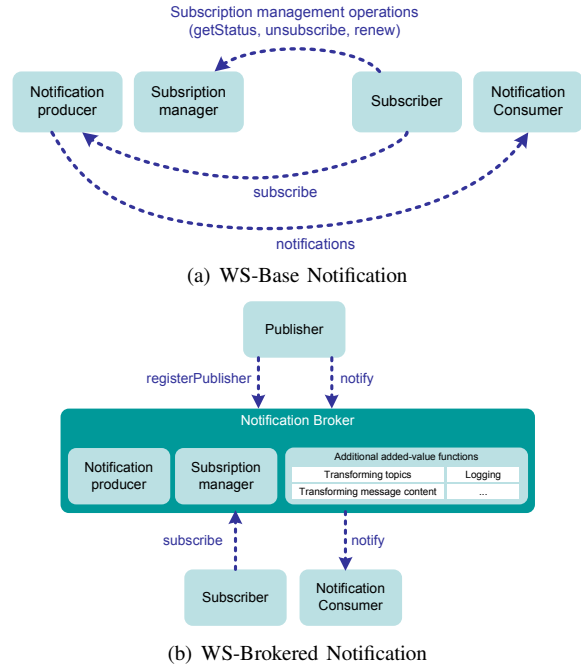 Subscription management operations
(getStatus, unsubscribe, renew)
Notification
producer
Subsription
manager
Subscriber
Notification
Consumer
subscribe
notifications
(a) WS-Base Notification
Publisher
registerPublisher
notify
Notification Broker
Notification
producer
Subsription
manager
Additional added-value functions
Transforming topics
Logging
Transforming message content
...
subscribe
notify
Subscriber
Notification
Consumer
(b) WS-Brokered Notification